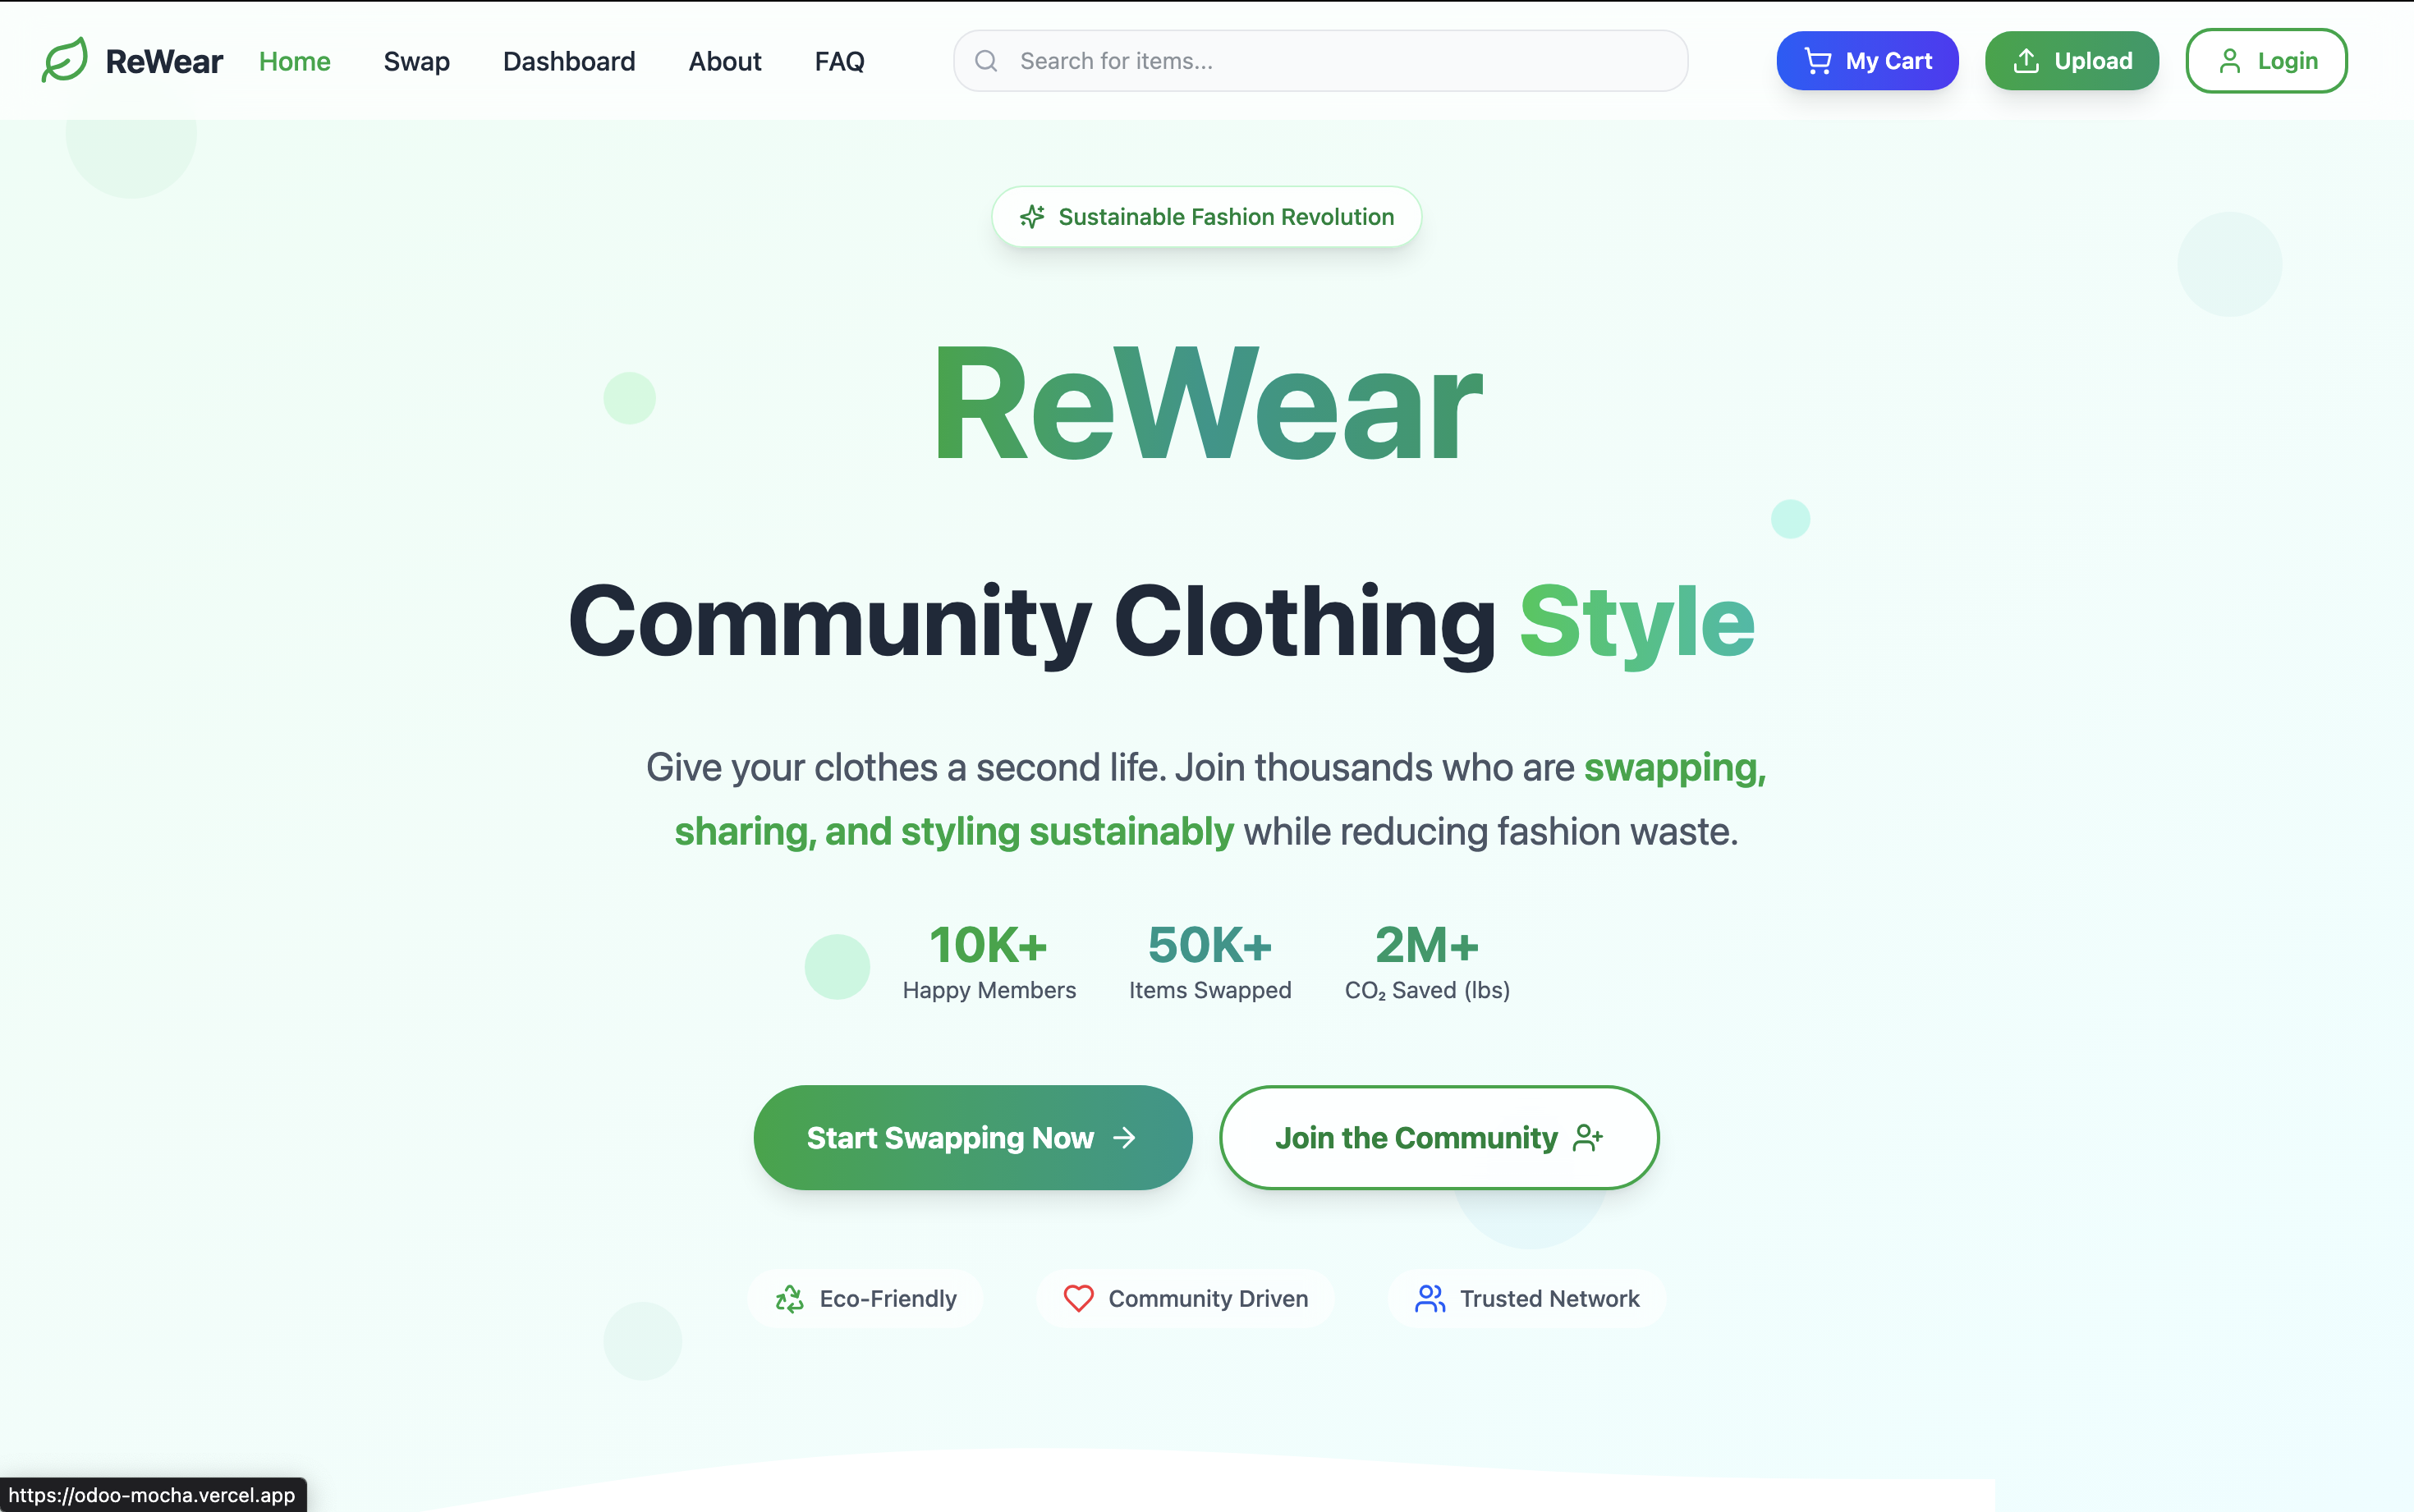 ReWear Home Swap Dashboard About FAQ Search for items... My Cart Upload Login
Sustainable Fashion Revolution
ReWear
Community Clothing Style
Give your clothes a second life. Join thousands who are swapping,
sharing, and styling sustainably while reducing fashion waste.
10K+ 50K+ 2M+
Happy Members Items Swapped CO₂ Saved (lbs)
Start Swapping Now Join the Community
Eco-Friendly Community Driven Trusted Network
https://odoo-mocha.vercel.app